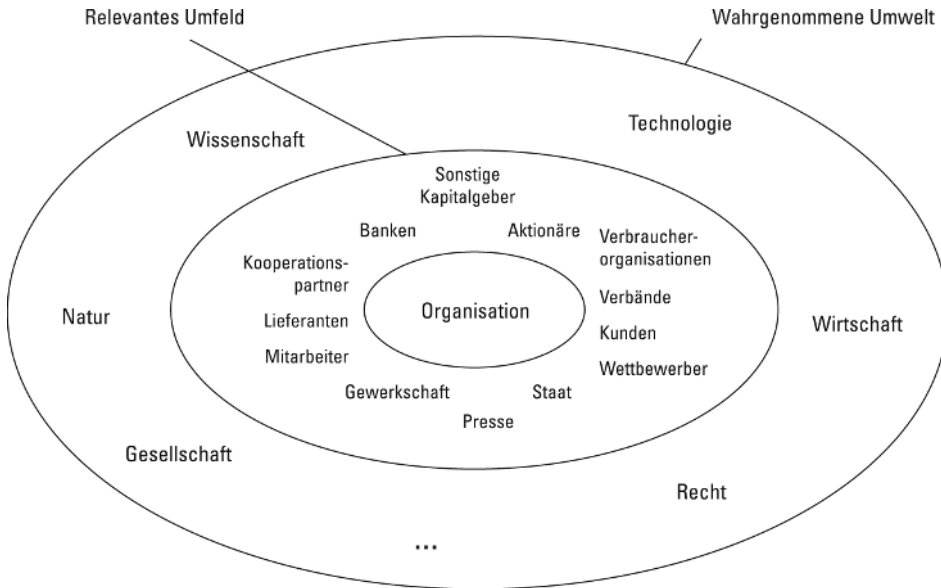 Relevantes Umfeld
Wahrgenommene Umwelt
Technologie
Wissenschaft
Sonstige
Kapitalgeber
Banken
Aktionäre
Verbraucher-
organisationen
Kooperations-
partner
Verbände
Organisation
Natur
Lieferanten
Wirtschaft
Kunden
Mitarbeiter
Wettbewerber
Gewerkschaft
Staat
Presse
Gesellschaft
Recht
...